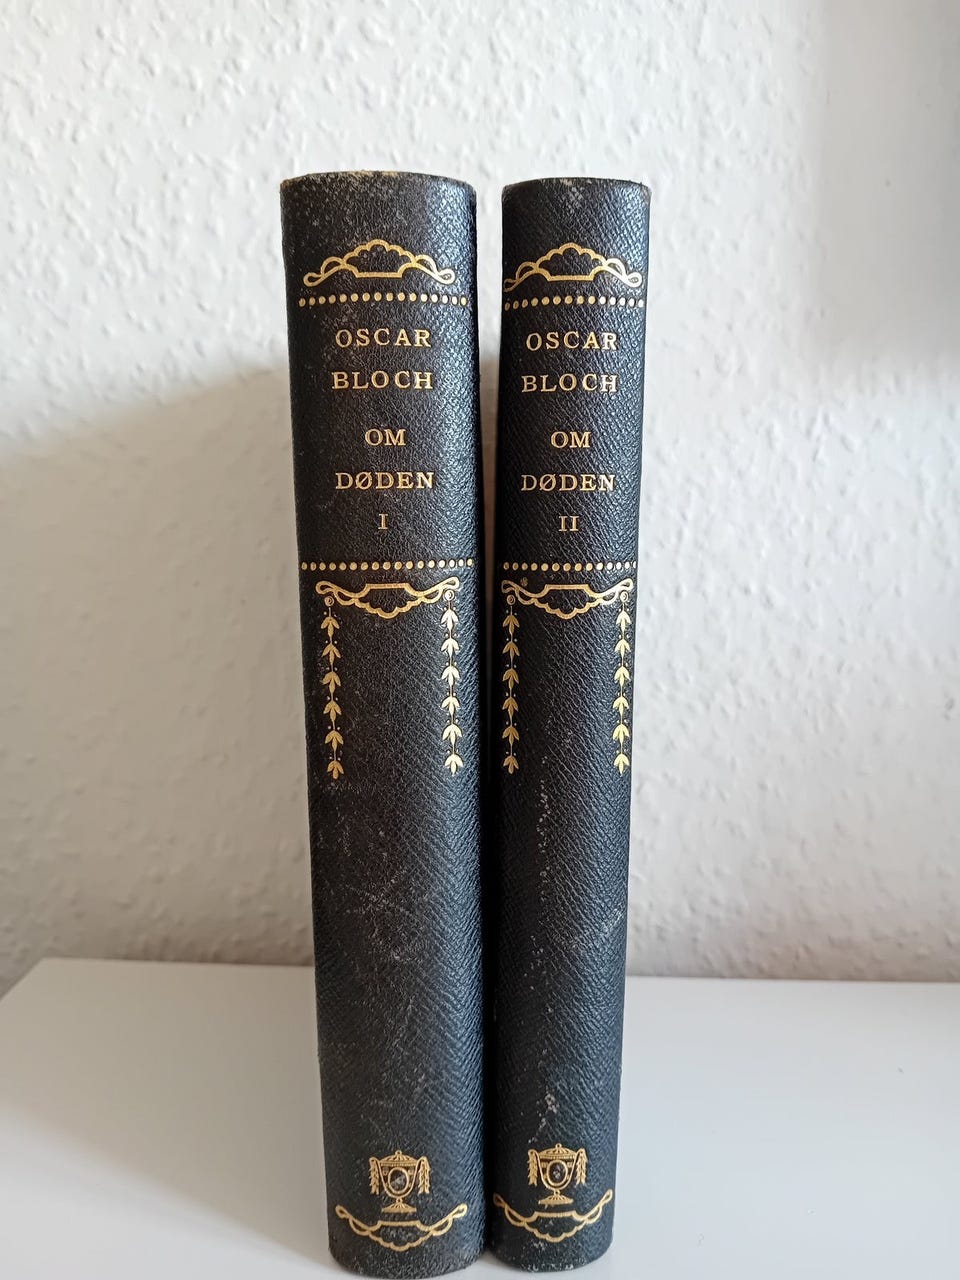 OSCAR
BLOCH
OM
DØDEN
I
OSCAR
BLOCH
OM
DØDEN
II